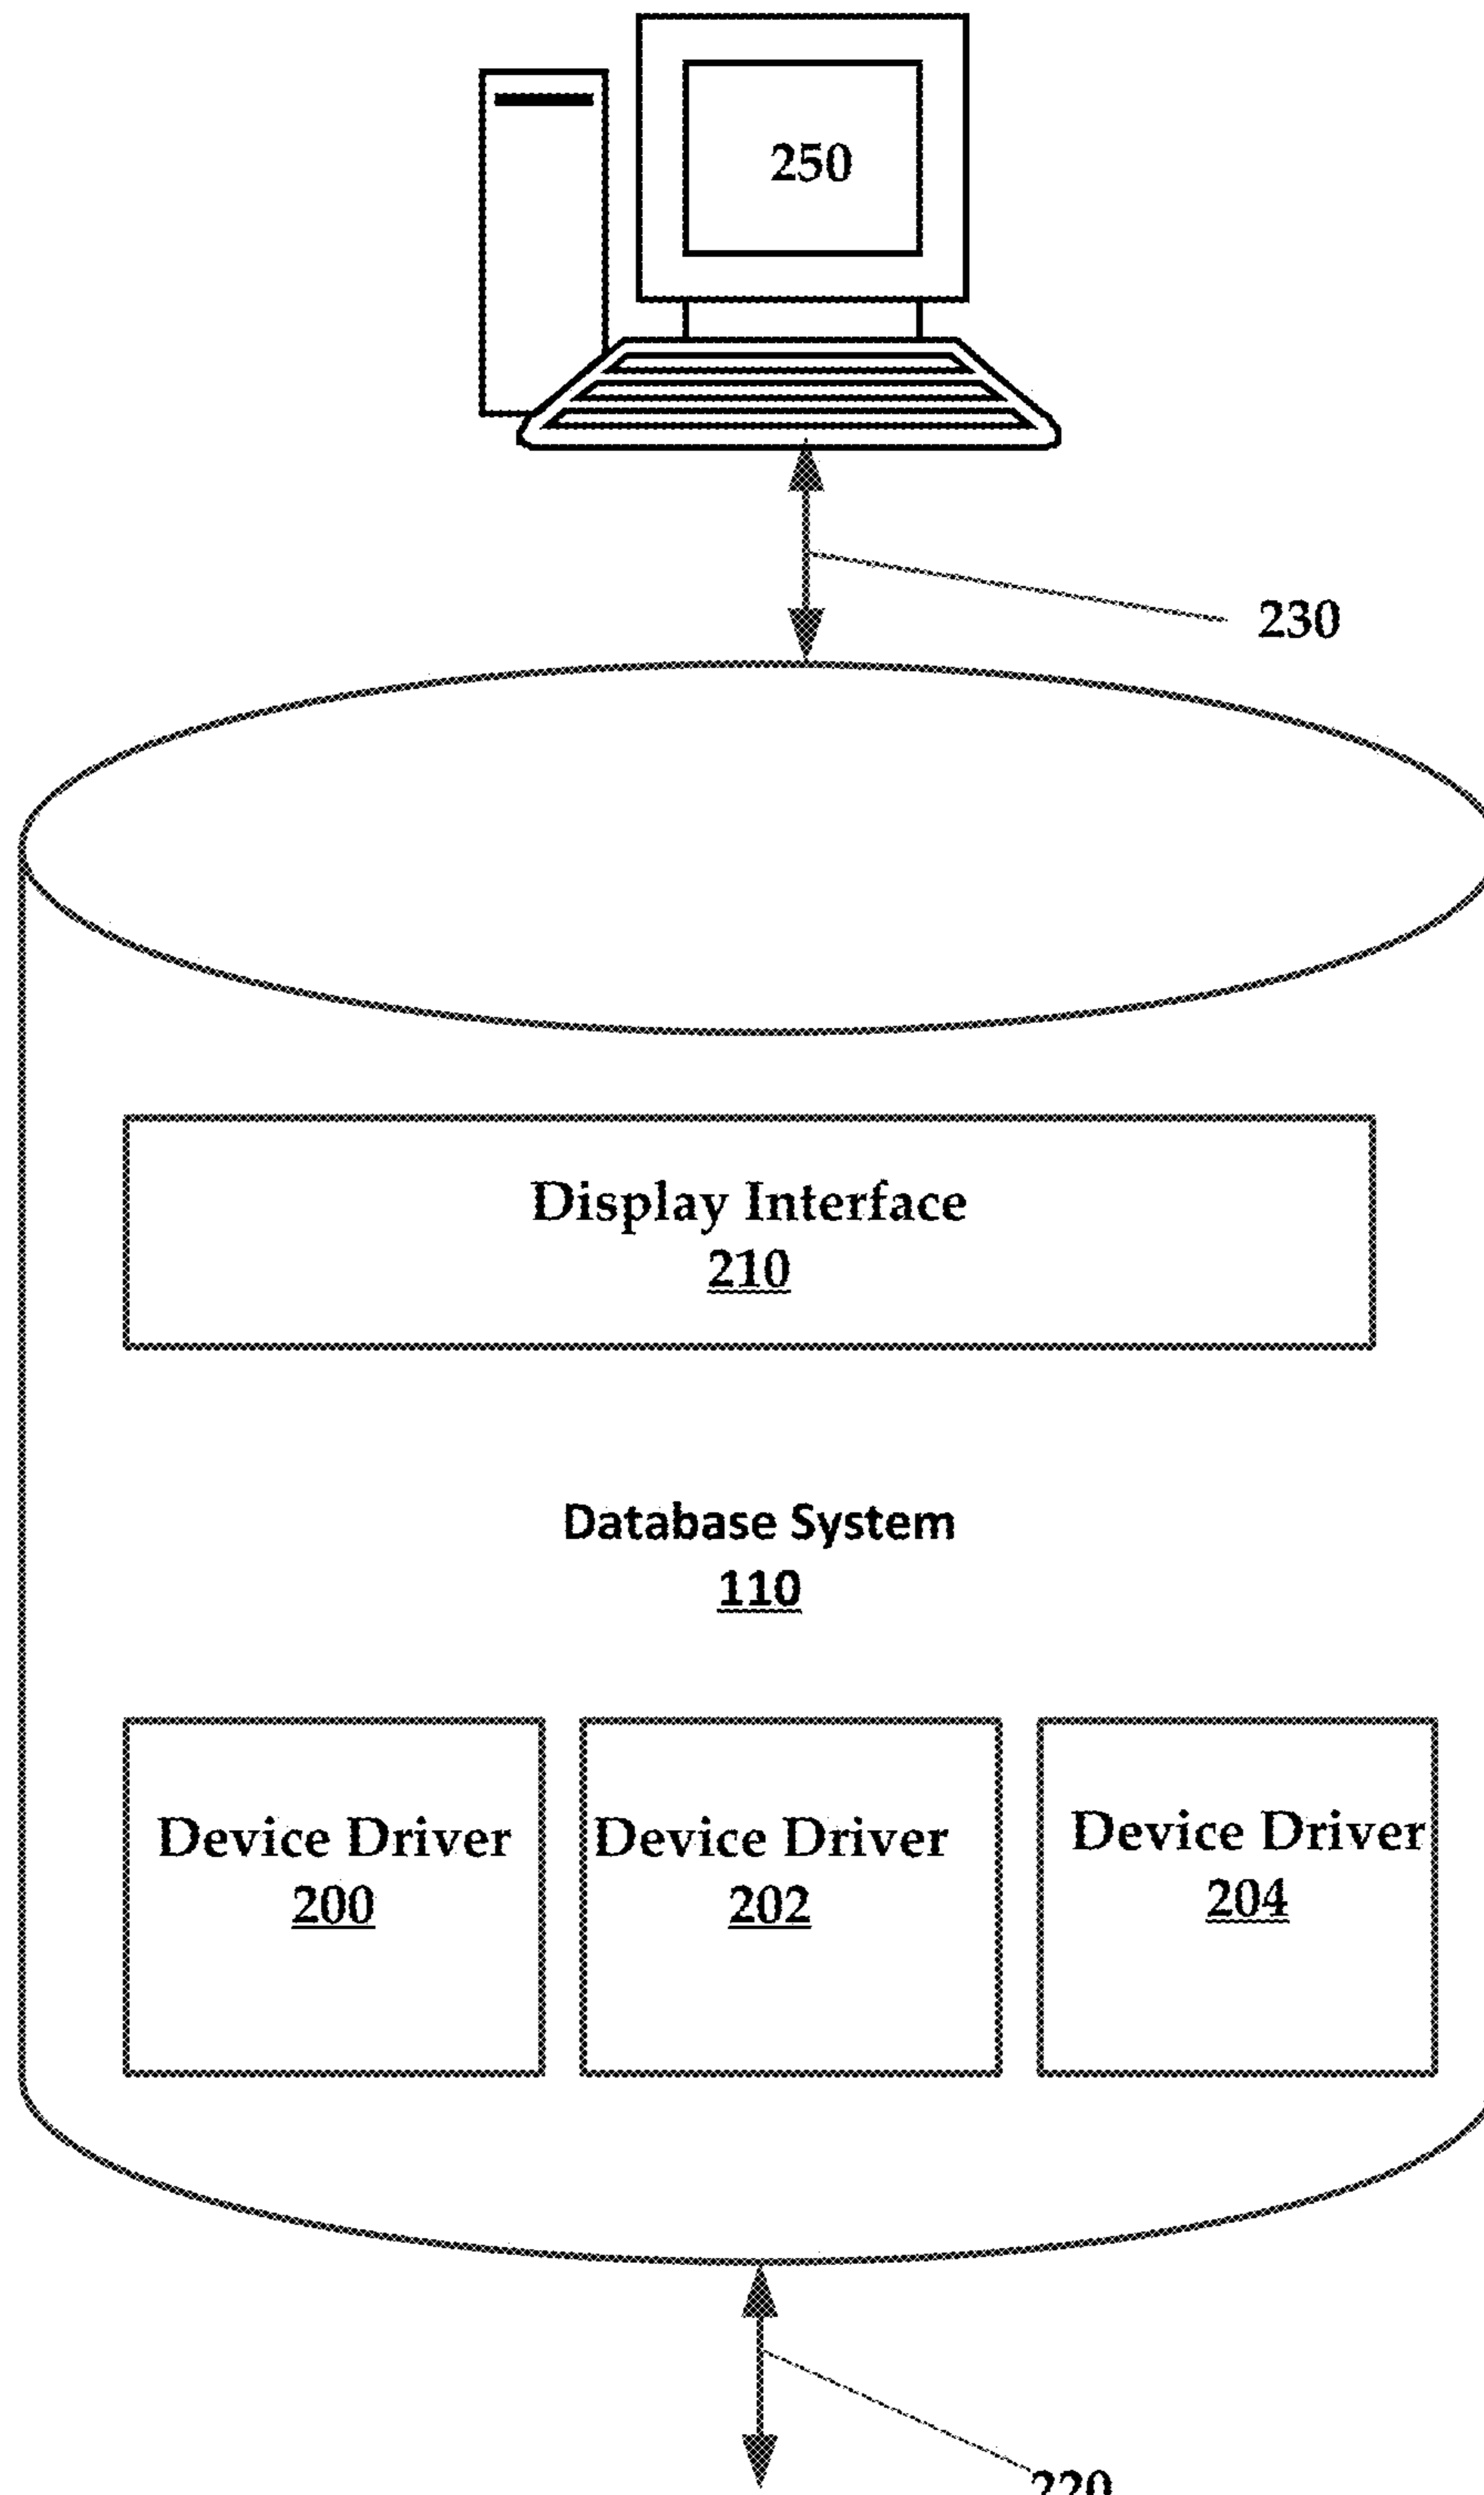 250
230
Display Interface
210
Database System
110
Device Driver
200
Device Driver
202
Device Driver
204
220